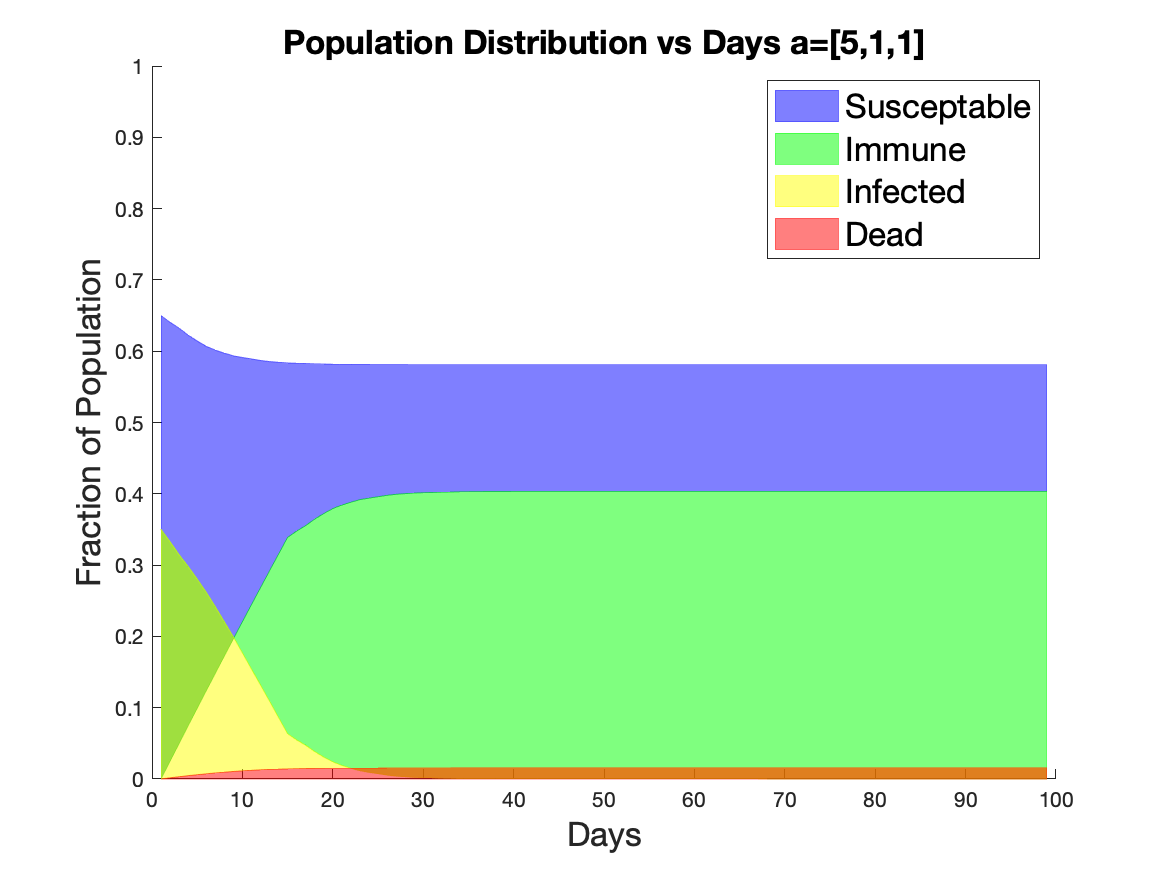 Population Distribution vs Days a=[5,1,1]
Susceptable
Immune
Infected
Dead
Fraction of Population
1
0.9
0.8
0.7
0.6
0.5
0.4
0.3
0.2
0.1
0
0 10 20 30 40 50 60 70 80 90 100
Days